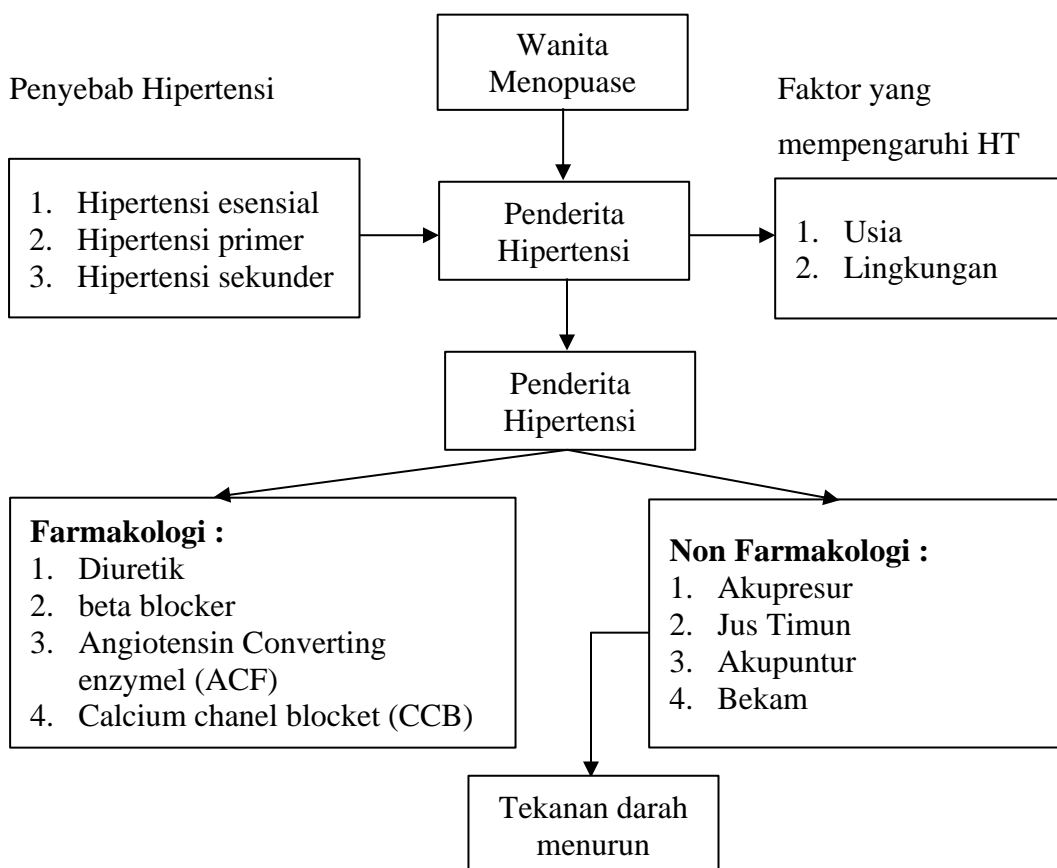 Wanita
Menopuase
Penyebab Hipertensi
Faktor yang
mempengaruhi HT
1. Hipertensi esensial
2. Hipertensi primer
3. Hipertensi sekunder
Penderita
Hipertensi
1. Usia
2. Lingkungan
Penderita
Hipertensi
Farmakologi :
1. Diuretik
2. beta blocker
3. Angiotensin Converting
enzymel (ACF)
4. Calcium chanel blocket (CCB)
Non Farmakologi :
1. Akupresur
2. Jus Timun
3. Akupuntur
4. Bekam
Tekanan darah
menurun